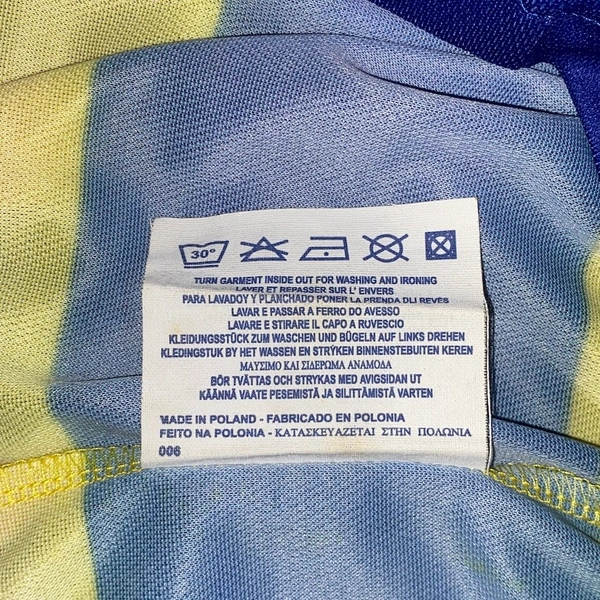 30°
TURN GARMENT INSIDE OUT FOR WASHING AND IRONING
LAVER ET REPASSER SUR L' ENVERS
PARA LAVADOY Y PLANCHADO PONER LA PRENDA DLI REVÉS
LAVAR E PASSAR A FERRO DO AVESSO
LAVARE E STIRARE IL CAPO A RUVESCIO
KLEIDUNGSSTÜCK ZUM WASCHEN UND BÜGELN AUF LINKS DREHEN
KLEDINGSTUK BY HET WASSEN EN STRŸKEN BINNENSTEBUITEN KEREN
ΜΑΥΣΙΜΟ ΚΑΙ ΣΙΔΕΡΩΜΑ ΑΝΑΜΟΔΑ
BÖR TVÄTTAS OCH STRYKAS MED AVIGSIDAN UT
KÄÄNNÄ VAATE PESEMISTÄ JA SILITTÄMISTÄ VARTEN
MADE IN POLAND - FABRICADO EN POLONIA
FEITO NA POLONIA - ΚΑΤΑΣΚΕΥΑΖΕΤΑΙ ΣΤΗΝ ΠΟΛΩΝΙΑ
006